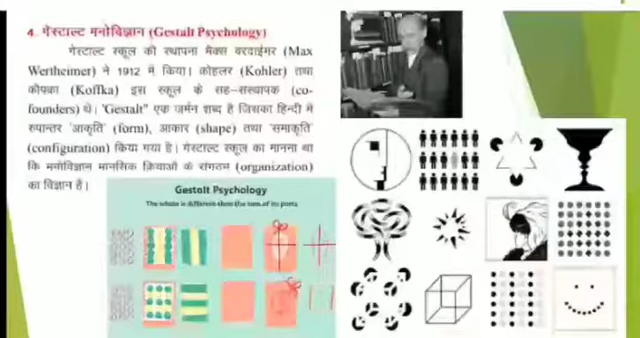 4. गेस्टाल्ट मनोविज्ञान (Gestalt Psychology)
गेस्टाल्ट स्कूल की स्थापना मैक्स वरदाईमर (Max
Wertheimer) ने 1912 में किया। कोहलर (Kohler) तथा
कौफ्का (Koffka) इस स्कूल के सह-संस्थापक (co-
founders) थे। 'Gestalt" एक जर्मन शब्द है जिसका हिन्दी में
रुपान्तर 'आकृति' (form), आकार (shape) तथा 'समाकृति'
(configuration) किया गया है। गेस्टाल्ट स्कूल का मानना था
कि मनोविज्ञान मानसिक क्रियाओं के संगठन (organization)
का विज्ञान है।
Gestalt Psychology
The whole is different than the sum of its parts